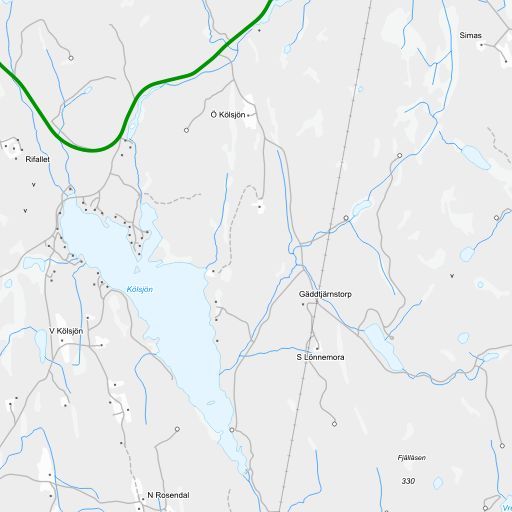 Simas
Ö Kölsjön
Rifallet
v
v
v
Kölsjön
Gäddtjärnstorp
V Kölsjön
S Lönnemora
Fjällåsen
330
N Rosendal